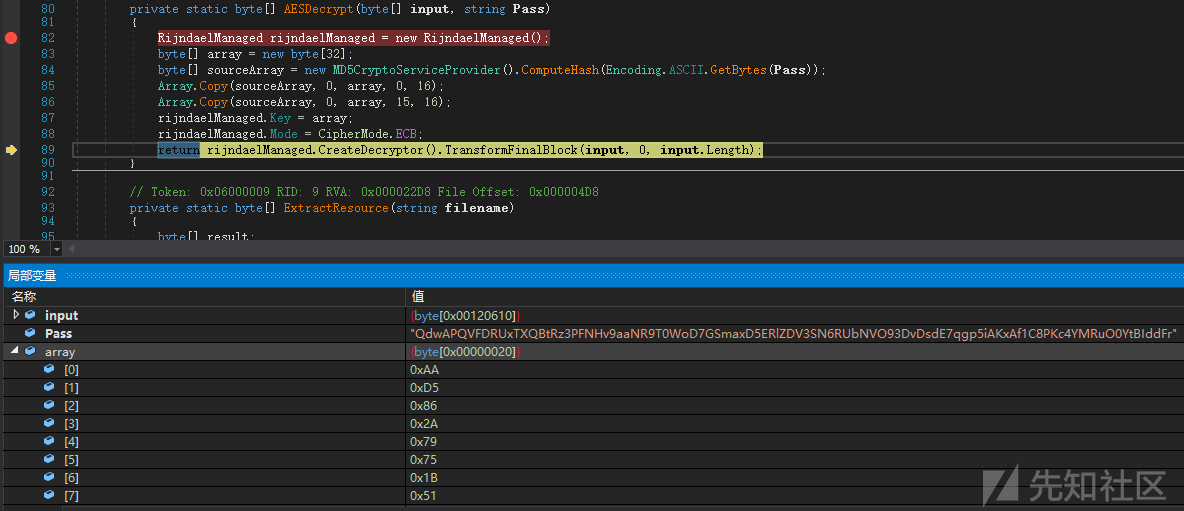 80 private static byte[] AESDecrypt(byte[] input, string Pass)
81 {
82 RijndaelManaged rijndaelManaged = new RijndaelManaged();
83 byte[] array = new byte[32];
84 byte[] sourceArray = new MD5CryptoServiceProvider().ComputeHash(Encoding.ASCII.GetBytes(Pass));
85 Array.Copy(sourceArray, 0, array, 0, 16);
86 Array.Copy(sourceArray, 0, array, 15, 16);
87 rijndaelManaged.Key = array;
88 rijndaelManaged.Mode = CipherMode.ECB;
89 return rijndaelManaged.CreateDecryptor().TransformFinalBlock(input, 0, input.Length);
90 }
91
92 // Token: 0x06000009 RID: 9 RVA: 0x000022D8 File Offset: 0x000004D8
93 private static byte[] ExtractResource(string filename)
94 {
95 byte[] result;
100 %
局部变量
名称 值
input {byte[0x00120610]}
Pass "QdwAPQVFDRUxTXQBtRz3PFNHv9aaNR9T0WoD7GSmaxD5ERlZDV3SN6RUbNVO93DvDsdE7qgp5iAKxAf1C8PKc4YMRuO0YtBIddFr"
array {byte[0x00000020]}
[0] 0xAA
[1] 0xD5
[2] 0x86
[3] 0x2A
[4] 0x79
[5] 0x75
[6] 0x1B
[7] 0x51
先知社区